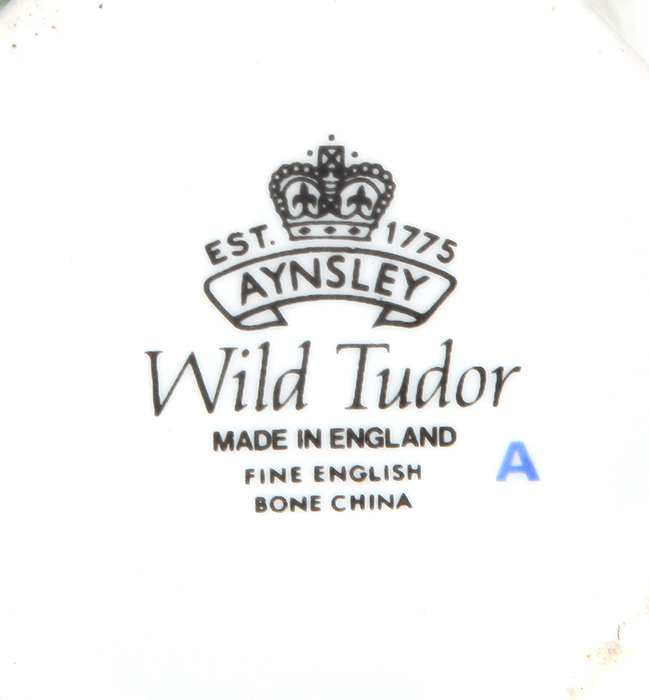 EST. 1775
AYNSLEY
Wild Tudor
MADE IN ENGLAND
FINE ENGLISH
BONE CHINA
A